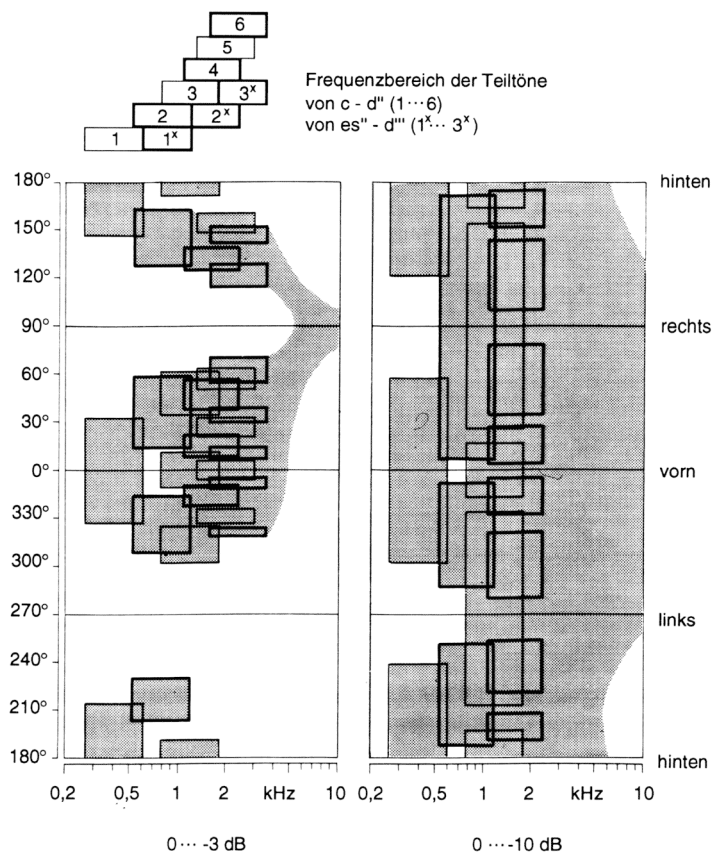 6
5
4
3 3ˣ
2 2ˣ
1 1ˣ
Frequenzbereich der Teiltöne
von c - d" (1···6)
von es" - d"' (1ˣ··· 3ˣ)
180° hinten
150°
120°
90° rechts
60°
30°
0° vorn
330°
300°
270° links
240°
210°
180° hinten
0,2 0,5 1 2 kHz 10 0,2 0,5 1 2 kHz 10
0 ··· -3 dB 0 ··· -10 dB